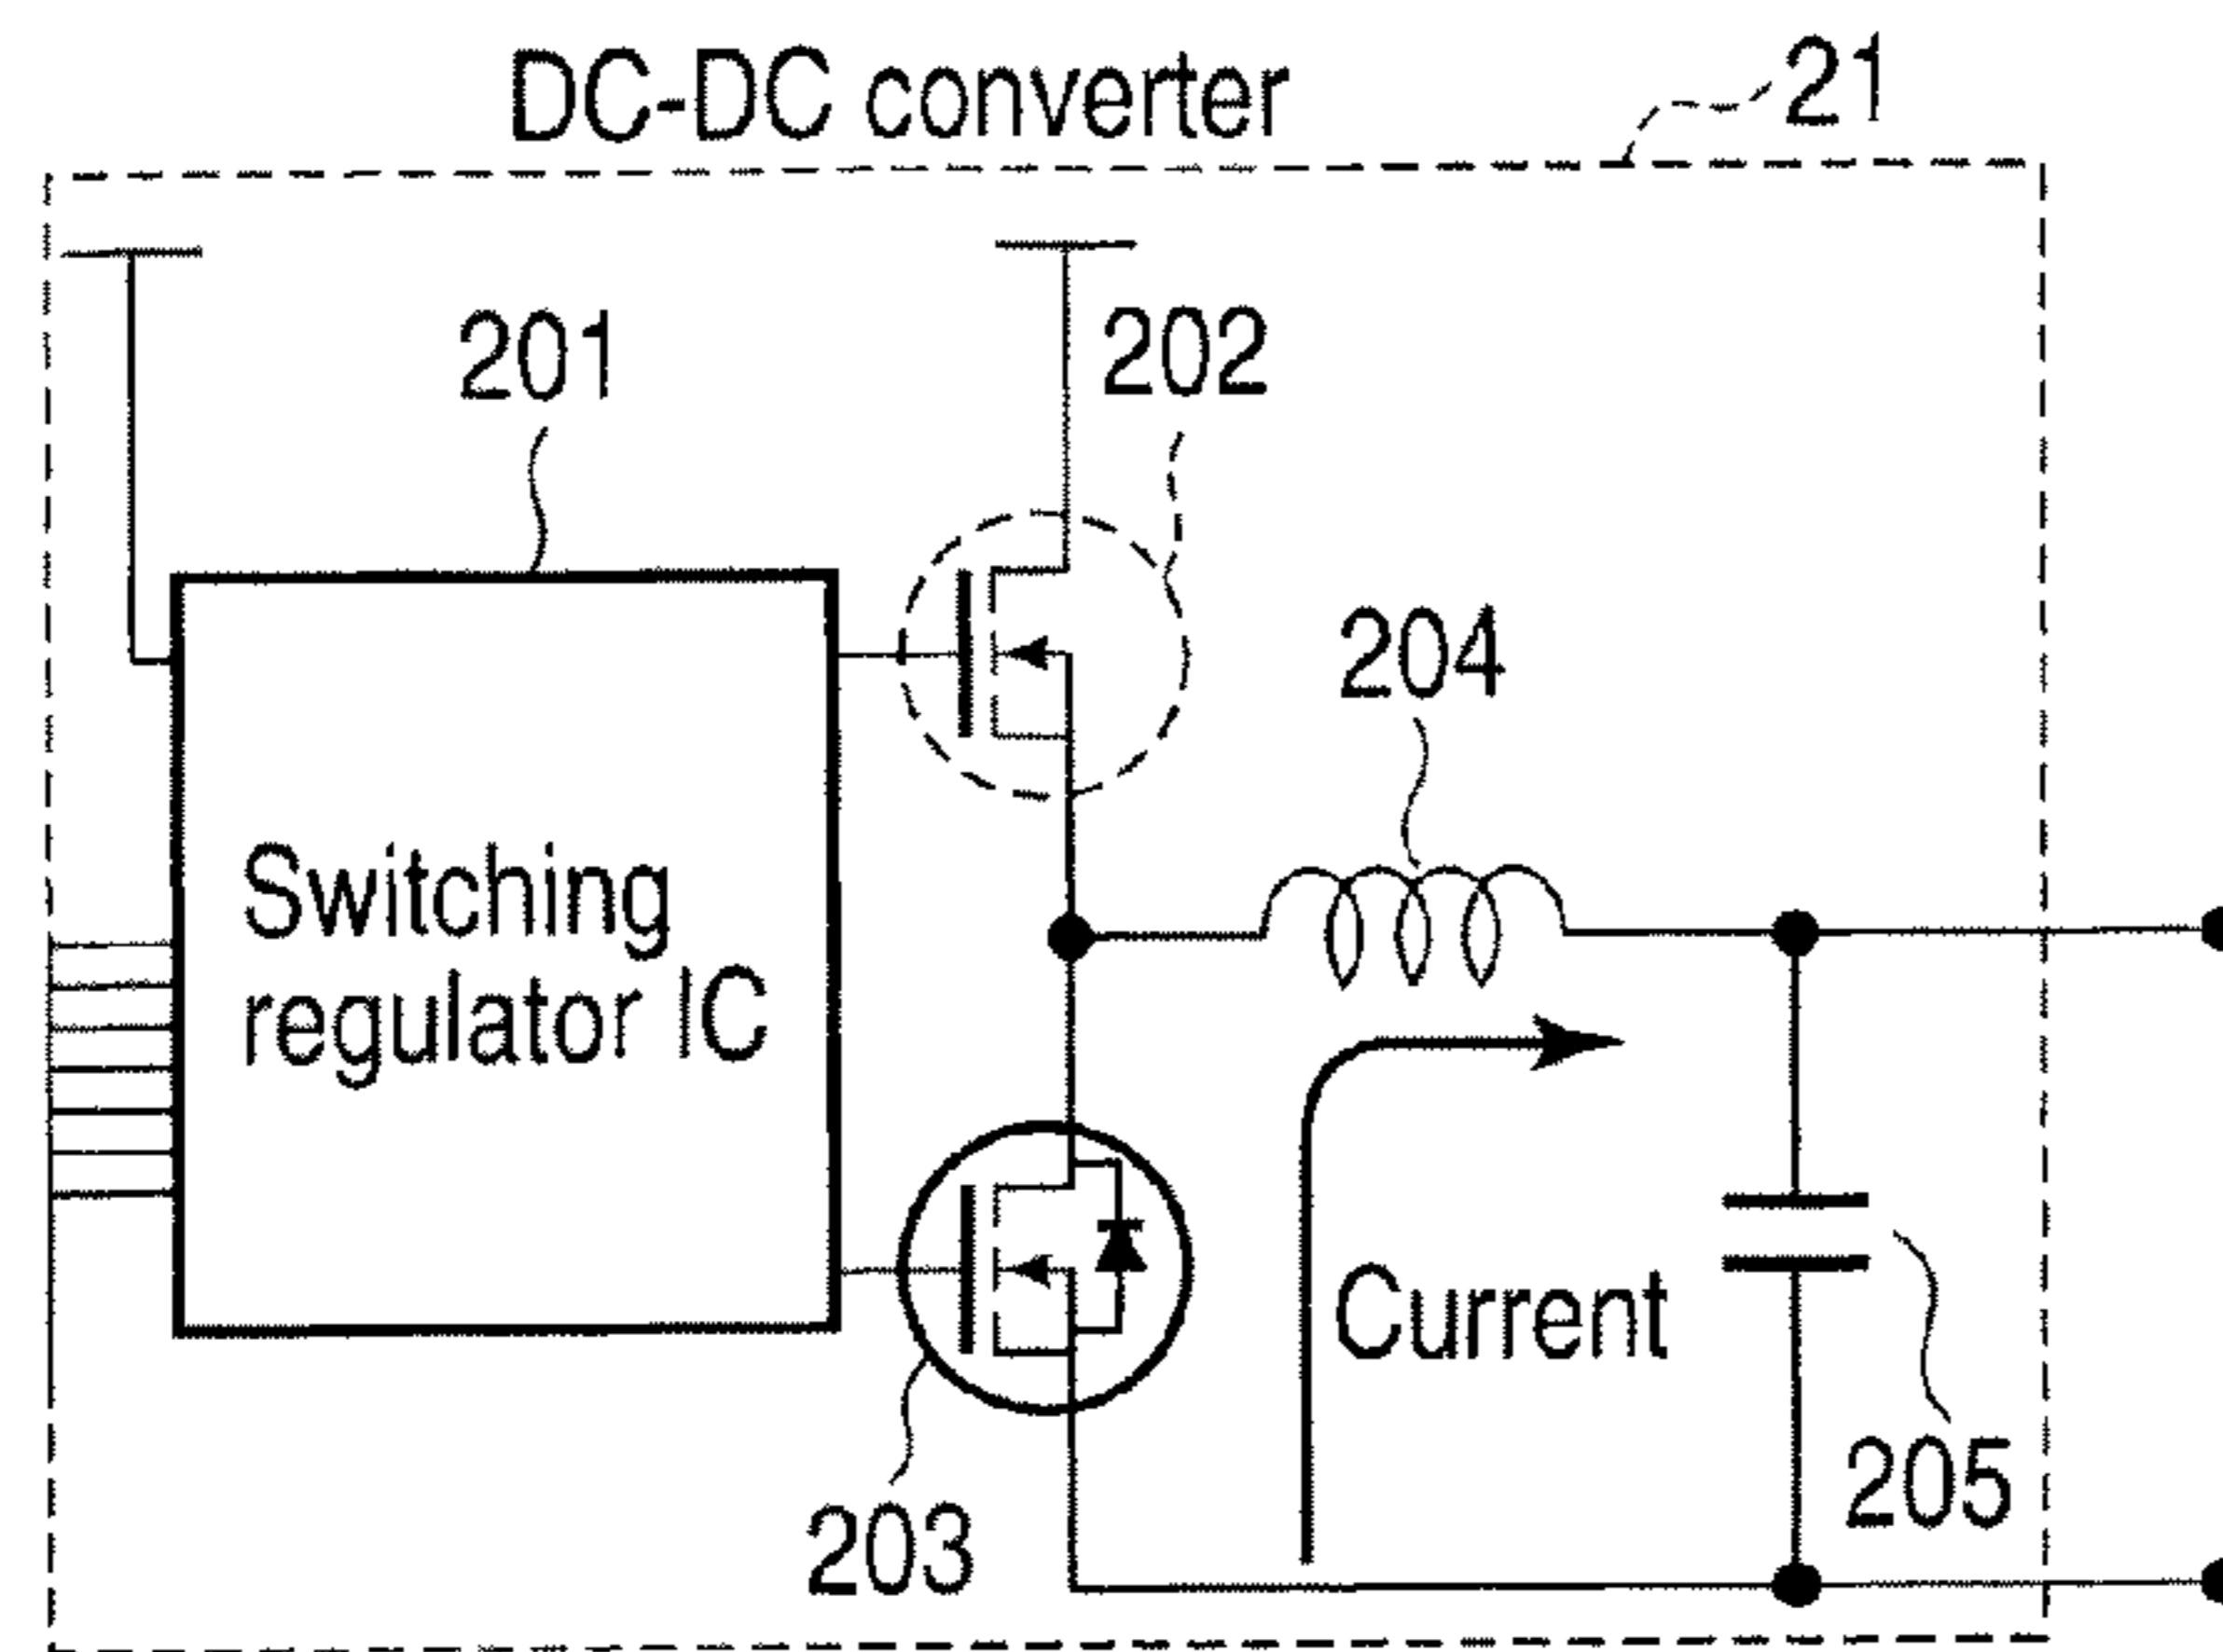 DC-DC converter
21
201
202
204
Switching
regulator IC
Current
205
203